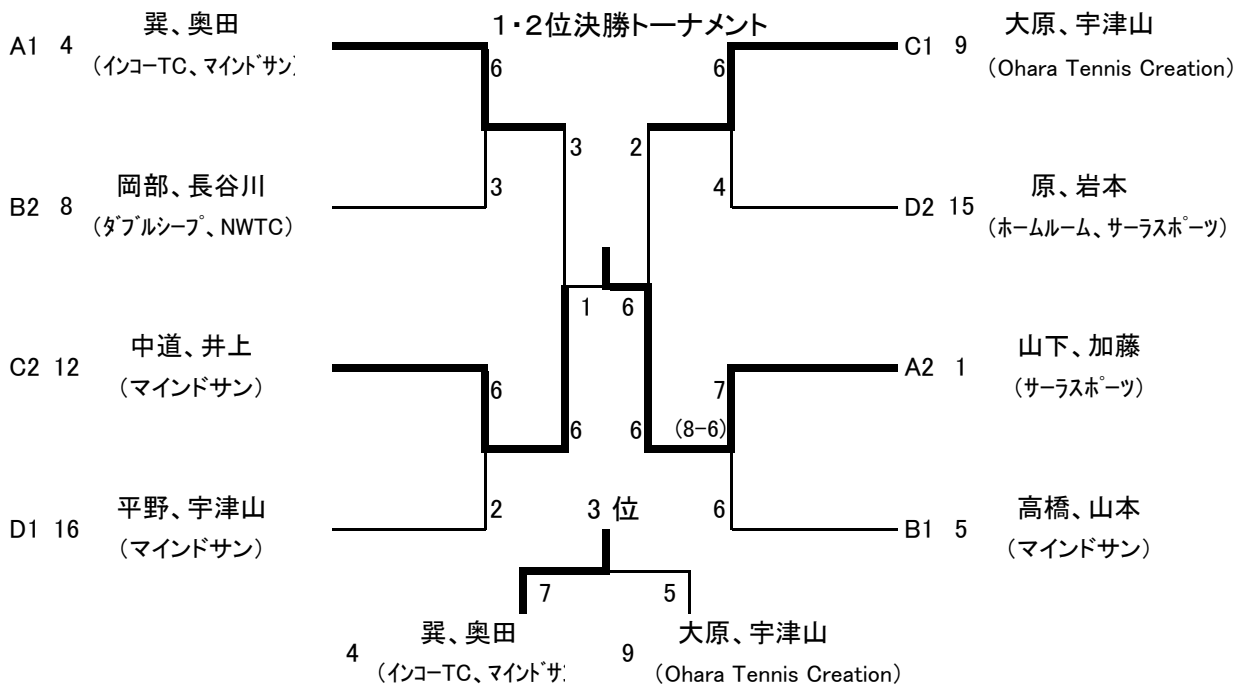 1・2位決勝トーナメント
A1 4 巽、奥田
(インコーTC、マインドサン)
6
3
B2 8 岡部、長谷川
(ダブルシープ、NWTC)
3
C2 12 中道、井上
(マインドサン)
6
6
D1 16 平野、宇津山
(マインドサン)
2
1 6
C1 9 大原、宇津山
(Ohara Tennis Creation)
6
2
D2 15 原、岩本
(ホームルーム、サーラスポーツ)
4
A2 1 山下、加藤
(サーラスポーツ)
7
6 (8-6)
B1 5 高橋、山本
(マインドサン)
6
3 位
7 5
4 巽、奥田
(インコーTC、マインドサ
9 大原、宇津山
(Ohara Tennis Creation)